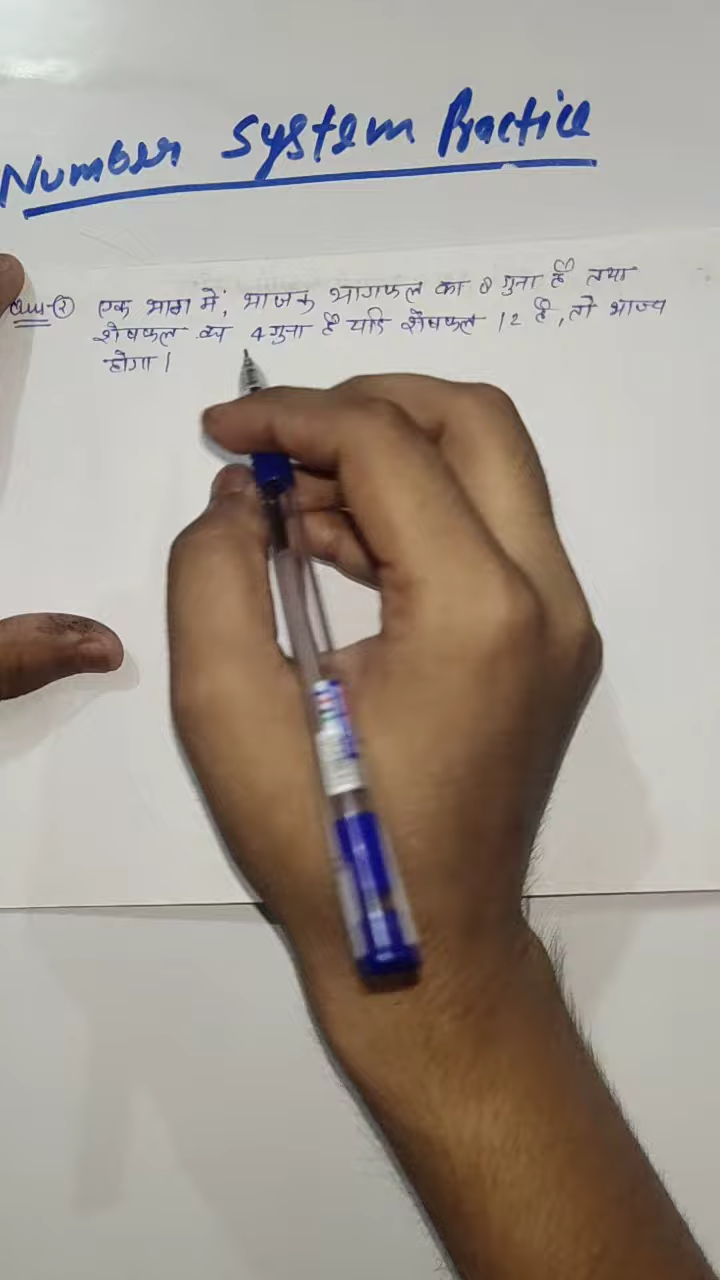 Number System Practice
Que-② एक भाग में, भाजक भागफल का 8 गुना है तथा
शेषफल का 4 गुना है यदि शेषफल 12 है, तो भाज्य
होगा।